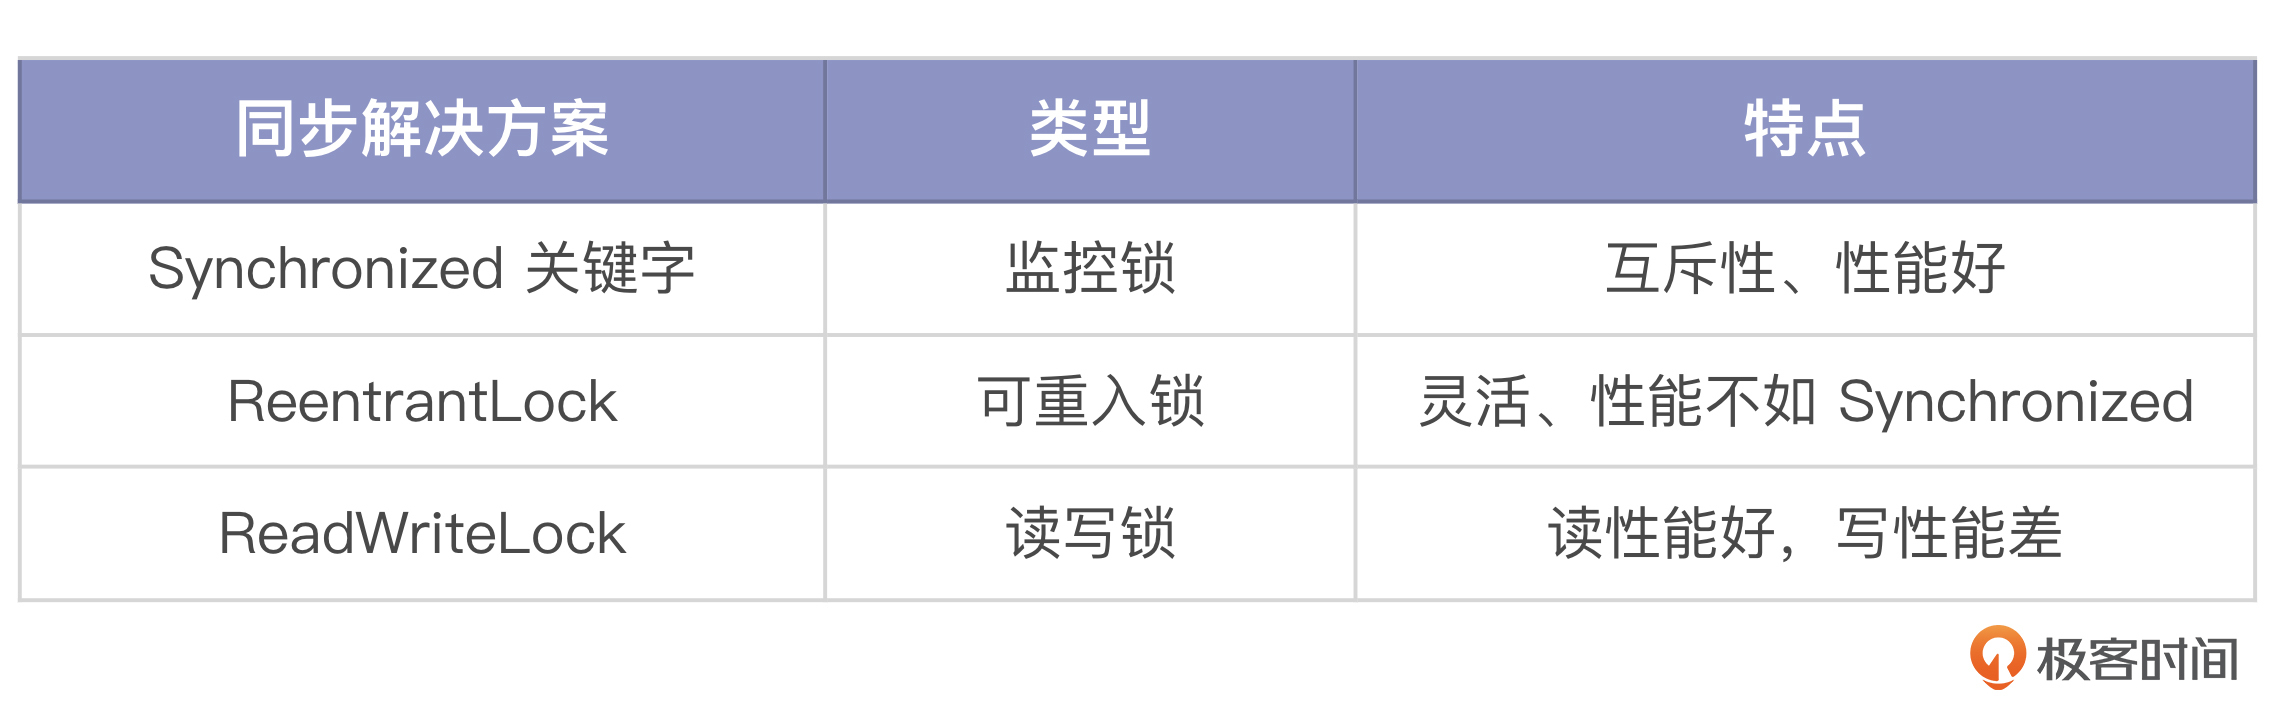 同步解决方案 类型 特点
Synchronized 关键字 监控锁 互斥性、性能好
ReentrantLock 可重入锁 灵活、性能不如 Synchronized
ReadWriteLock 读写锁 读性能好，写性能差
极客时间